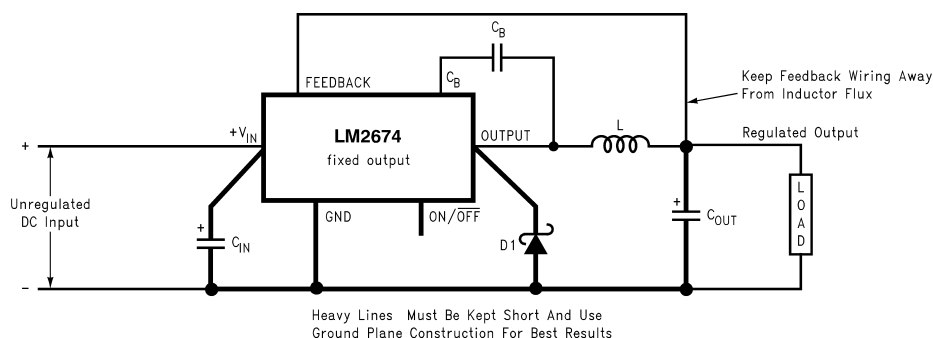 C_B
FEEDBACK
C_B
Keep Feedback Wiring Away
From Inductor Flux
+V_IN
LM2674
fixed output
OUTPUT
L
Regulated Output
+
Unregulated
DC Input
−
+
C_IN
GND
ON/O̅F̅F̅
D1
+
C_OUT
LOAD
Heavy Lines Must Be Kept Short And Use
Ground Plane Construction For Best Results